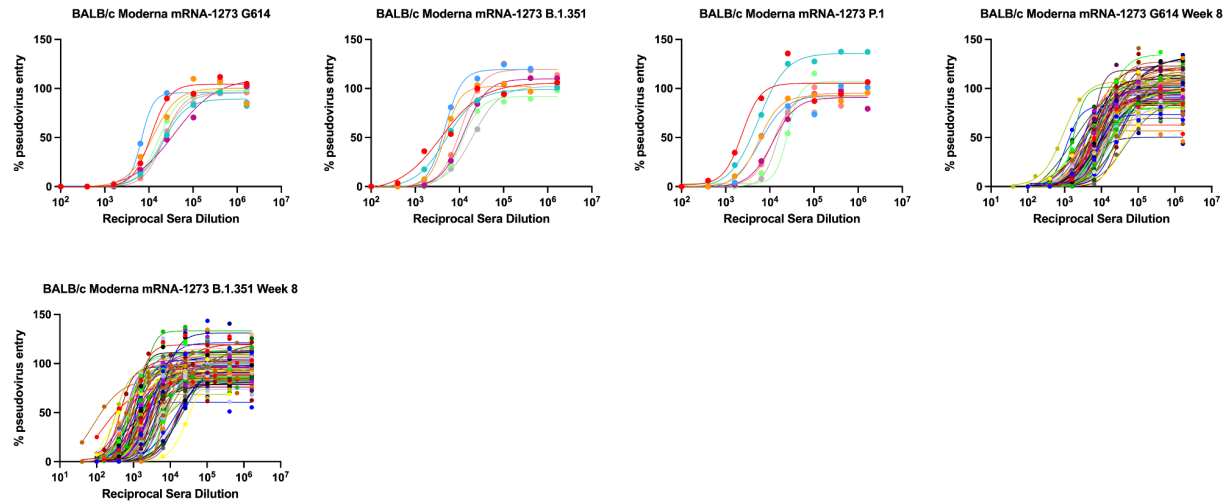 BALB/c Moderna mRNA-1273 G614
150
100
50
0
% pseudovirus entry
10⁰ 10¹ 10² 10³ 10⁴ 10⁵ 10⁶ 10⁷
Reciprocal Sera Dilution
BALB/c Moderna mRNA-1273 B.1.351
150
100
50
0
% pseudovirus entry
10² 10³ 10⁴ 10⁵ 10⁶ 10⁷
Reciprocal Sera Dilution
BALB/c Moderna mRNA-1273 P.1
150
100
50
0
% pseudovirus entry
10² 10³ 10⁴ 10⁵ 10⁶ 10⁷
Reciprocal Sera Dilution
BALB/c Moderna mRNA-1273 G614 Week 8
150
100
50
0
% pseudovirus entry
10¹ 10² 10³ 10⁴ 10⁵ 10⁶ 10⁷
Reciprocal Sera Dilution
BALB/c Moderna mRNA-1273 B.1.351 Week 8
150
100
50
0
% pseudovirus entry
10¹ 10² 10³ 10⁴ 10⁵ 10⁶ 10⁷
Reciprocal Sera Dilution